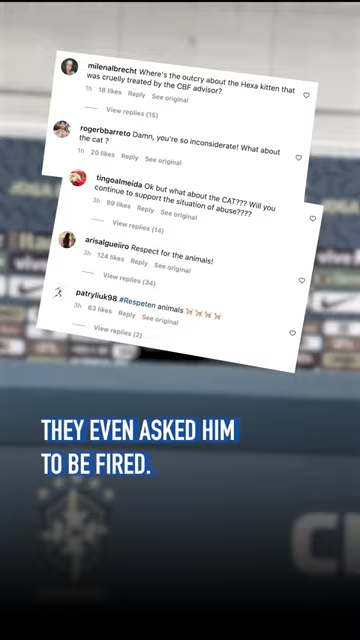 milenalbrecht Where's the outcry about the Hexa kitten that
was cruelly treated by the CBF advisor?
1h 18 likes Reply See original
View replies (15)
rogerbbarreto Damn, you're so inconsiderate! What about
the cat ?
1h 20 likes Reply See original
tingoalmeida Ok but what about the CAT??? Will you
continue to support the situation of abuse????
3h 99 likes Reply See original
View replies (14)
arisalgueiiro Respect for the animals!
3h 124 likes Reply See original
View replies (34)
patryliuk98 #Respeten animals 🐈🐈🐈🐈
3h 63 likes Reply See original
View replies (2)
THEY EVEN ASKED HIM
TO BE FIRED.